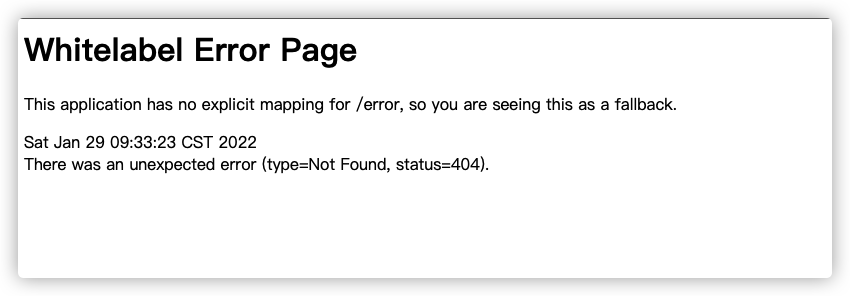 Whitelabel Error Page
This application has no explicit mapping for /error, so you are seeing this as a fallback.
Sat Jan 29 09:33:23 CST 2022
There was an unexpected error (type=Not Found, status=404).